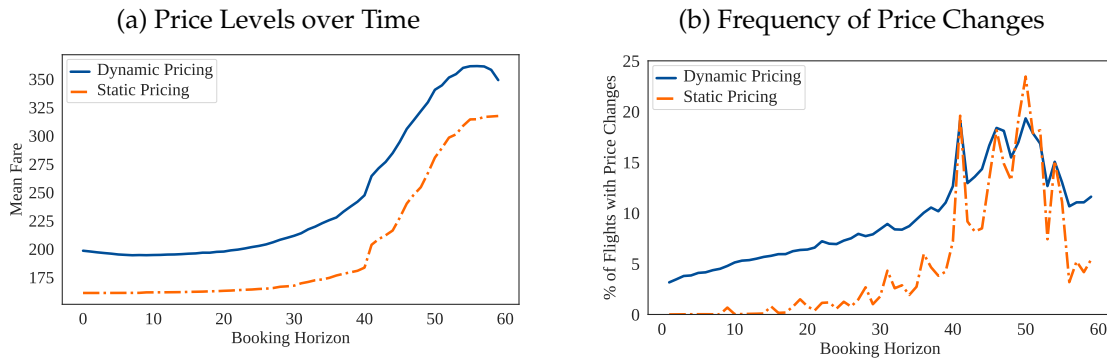 (a) Price Levels over Time
Mean Fare
350
325
300
275
250
225
200
175
Dynamic Pricing
Static Pricing
0 10 20 30 40 50 60
Booking Horizon
(b) Frequency of Price Changes
% of Flights with Price Changes
25
20
15
10
5
0
Dynamic Pricing
Static Pricing
0 10 20 30 40 50 60
Booking Horizon